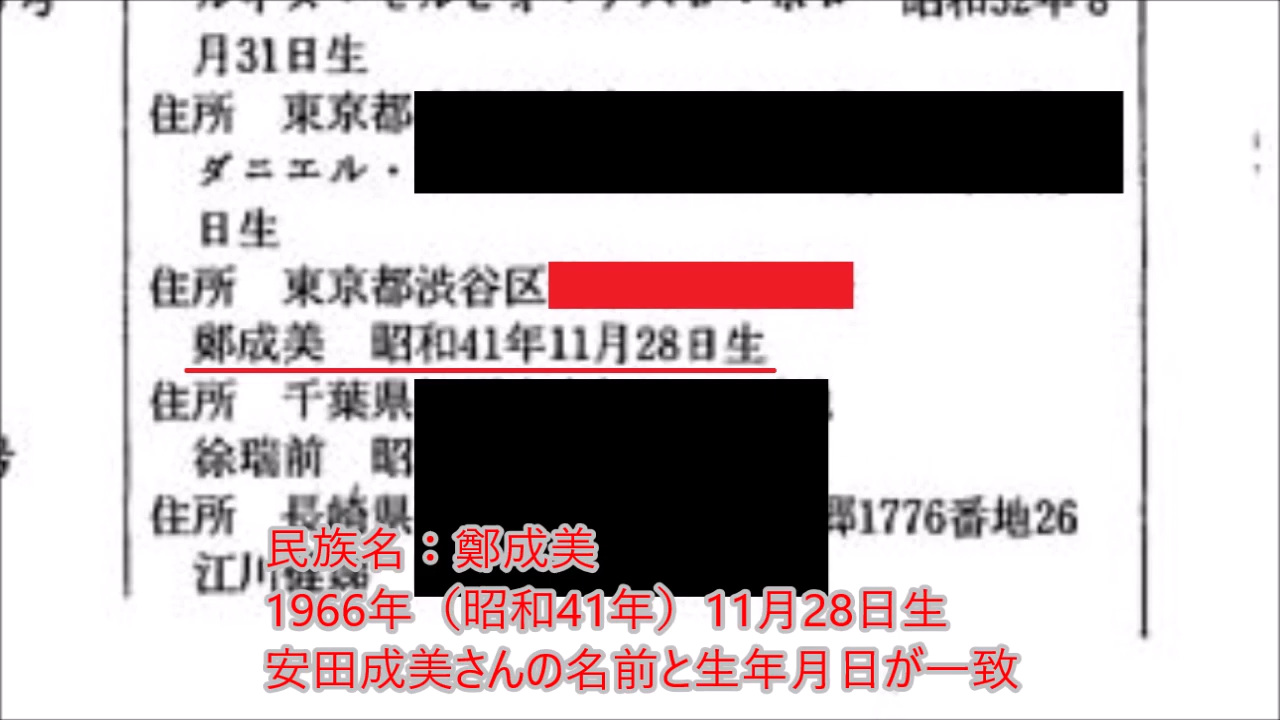 月31日生
住所　東京都
ダニエル・
日生
住所　東京都渋谷区
鄭成美　昭和41年11月28日生
住所　千葉県
徐瑞前　昭
住所　長崎県　郷1776番地26
江川
民族名：鄭成美
1966年（昭和41年）11月28日生
安田成美さんの名前と生年月日が一致